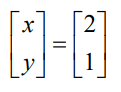 [x] = [2]
[y] [1]